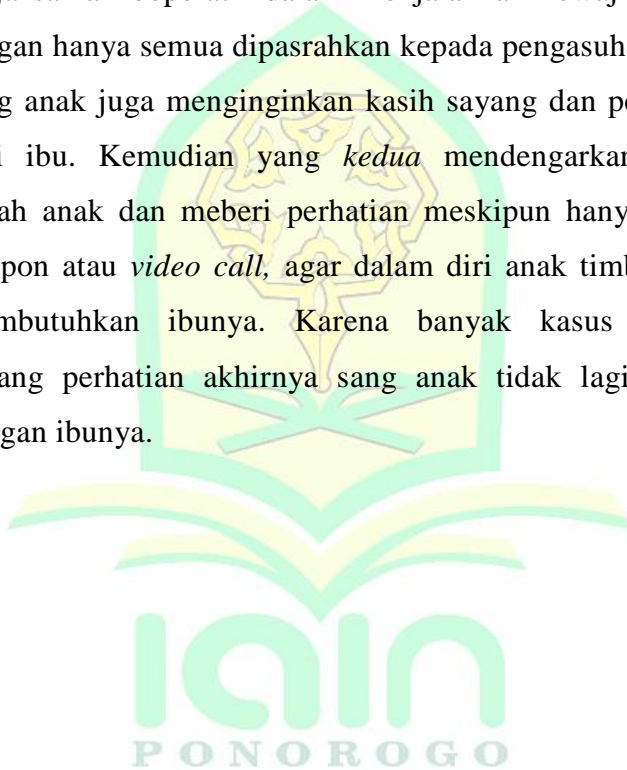 gan hanya semua dipasrahkan kepada pengasuh
g anak juga menginginkan kasih sayang dan
i ibu. Kemudian yang kedua mendengarkan
ah anak dan meberi perhatian meskipun
pon atau video call, agar dalam diri anak
mbutuhkan ibunya. Karena banyak kasus
ang perhatian akhirnya sang anak tidak lagi
gan ibunya.
iain
PONOROGO